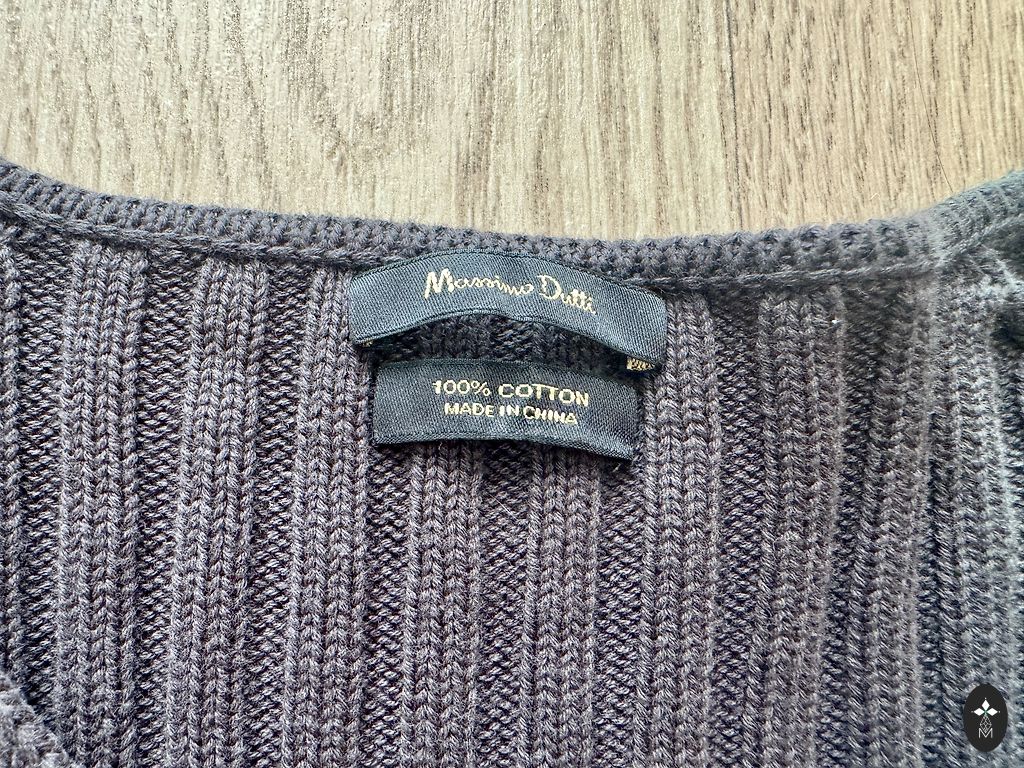 Massimo Dutti
100% COTTON
MADE IN CHINA
M